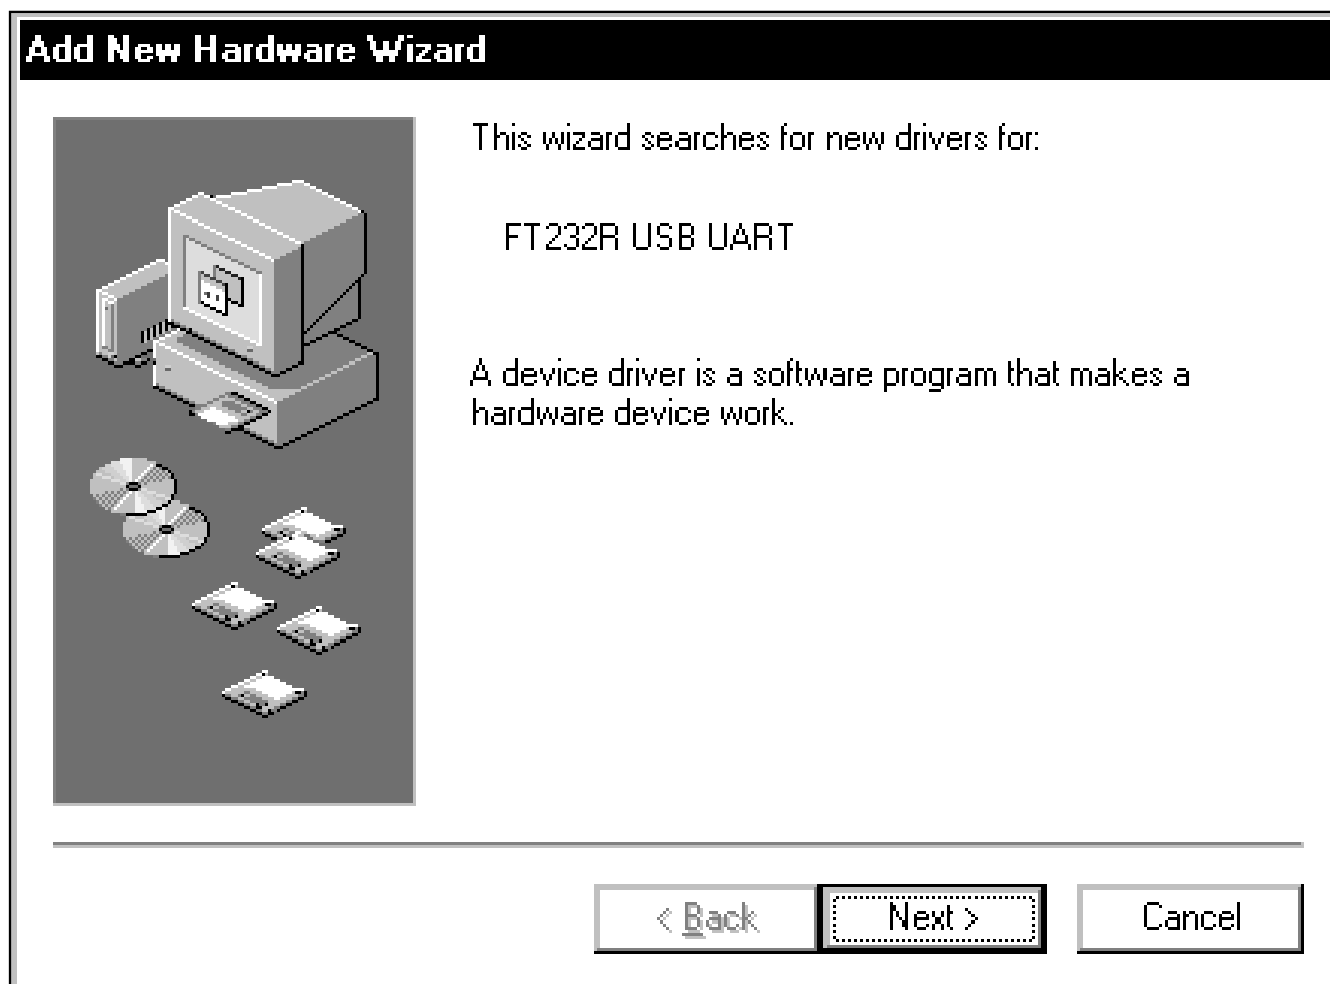 Add New Hardware Wizard
This wizard searches for new drivers for:
FT232R USB UART
A device driver is a software program that makes a
hardware device work.
< Back
Next >
Cancel